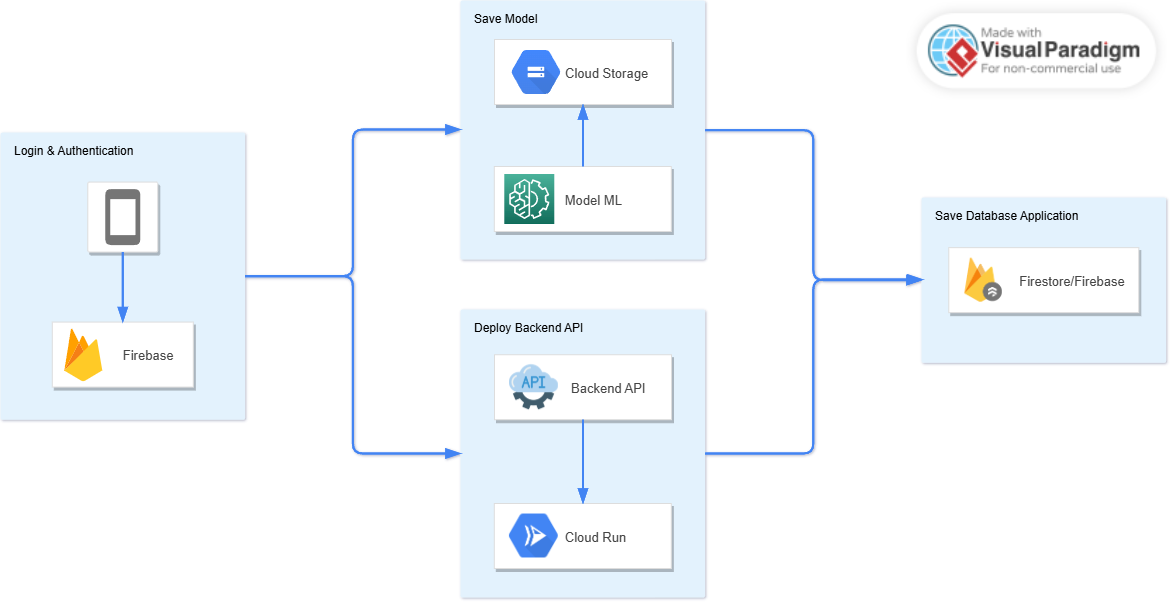 Save Model
Cloud Storage
Model ML
Made with
Visual Paradigm
For non-commercial use
Login & Authentication
Firebase
Deploy Backend API
API
Backend API
Cloud Run
Save Database Application
Firestore/Firebase